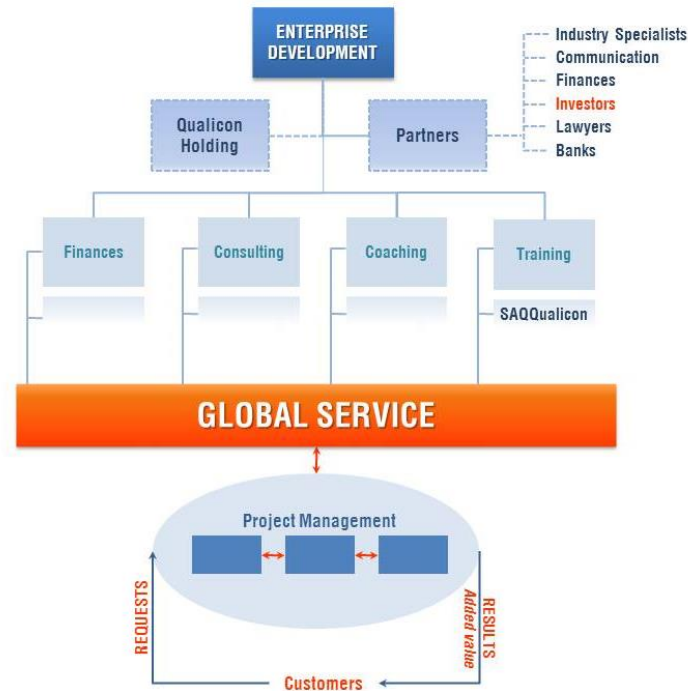 ENTERPRISE
DEVELOPMENT
Industry Specialists
Communication
Finances
Investors
Lawyers
Banks
Qualicon
Holding
Partners
Finances
Consulting
Coaching
Training
SAQQualicon
GLOBAL SERVICE
Project Management
REQUESTS
RESULTS
Added value
Customers